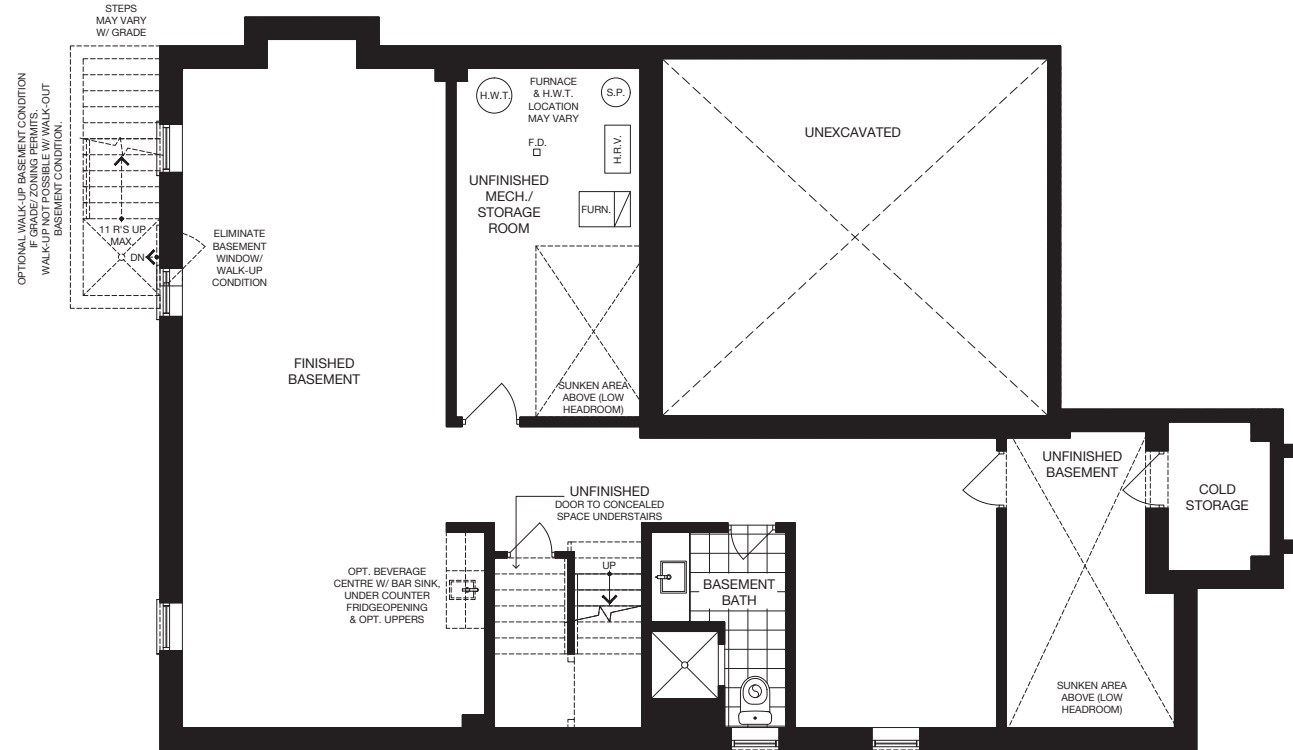 STEPS
MAY VARY
W/ GRADE
OPTIONAL WALK-UP BASEMENT CONDITION
IF GRADE/ ZONING PERMITS.
WALK-UP NOT POSSIBLE W/ WALK-OUT
BASEMENT CONDITION.
11 R'S UP
MAX.
DN
ELIMINATE
BASEMENT
WINDOW/
WALK-UP
CONDITION
FINISHED
BASEMENT
H.W.T.
FURNACE
& H.W.T.
LOCATION
MAY VARY
S.P.
F.D.
H.R.V.
UNFINISHED
MECH./
STORAGE
ROOM
FURN.
SUNKEN AREA
ABOVE (LOW
HEADROOM)
UNEXCAVATED
UNFINISHED
BASEMENT
COLD
STORAGE
UNFINISHED
DOOR TO CONCEALED
SPACE UNDERSTAIRS
OPT. BEVERAGE
CENTRE W/ BAR SINK,
UNDER COUNTER
FRIDGEOPENING
& OPT. UPPERS
UP
BASEMENT
BATH
SUNKEN AREA
ABOVE (LOW
HEADROOM)